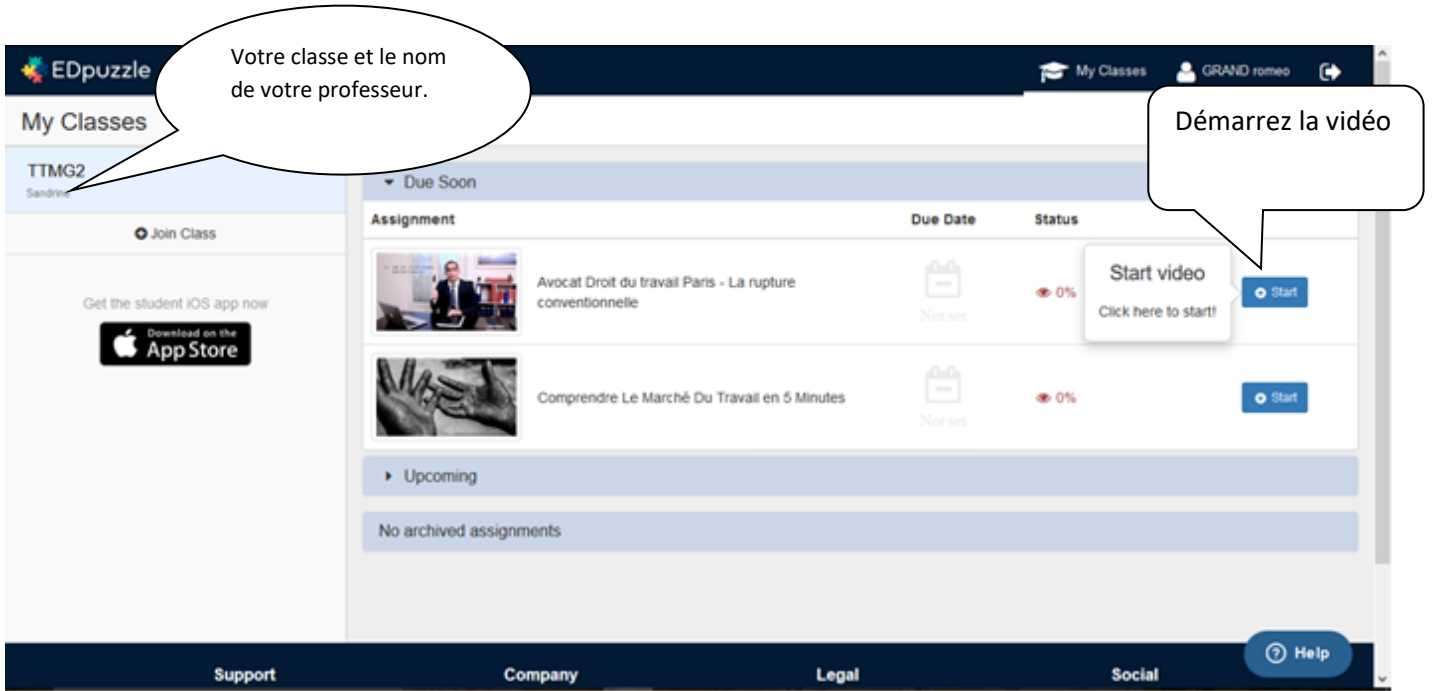 Votre classe et le nom
de votre professeur.
EDpuzzle
My Classes
GRAND romeo
Démarrez la vidéo
My Classes
TTMG2
Sandrine
Join Class
Get the student iOS app now
Download on the
App Store
Due Soon
Assignment
Due Date
Status
Avocat Droit du travail Paris - La rupture
conventionnelle
Not set
0%
Start video
Click here to start!
Start
Comprendre Le Marché Du Travail en 5 Minutes
Not set
0%
Start
Upcoming
No archived assignments
Help
Support
Company
Legal
Social